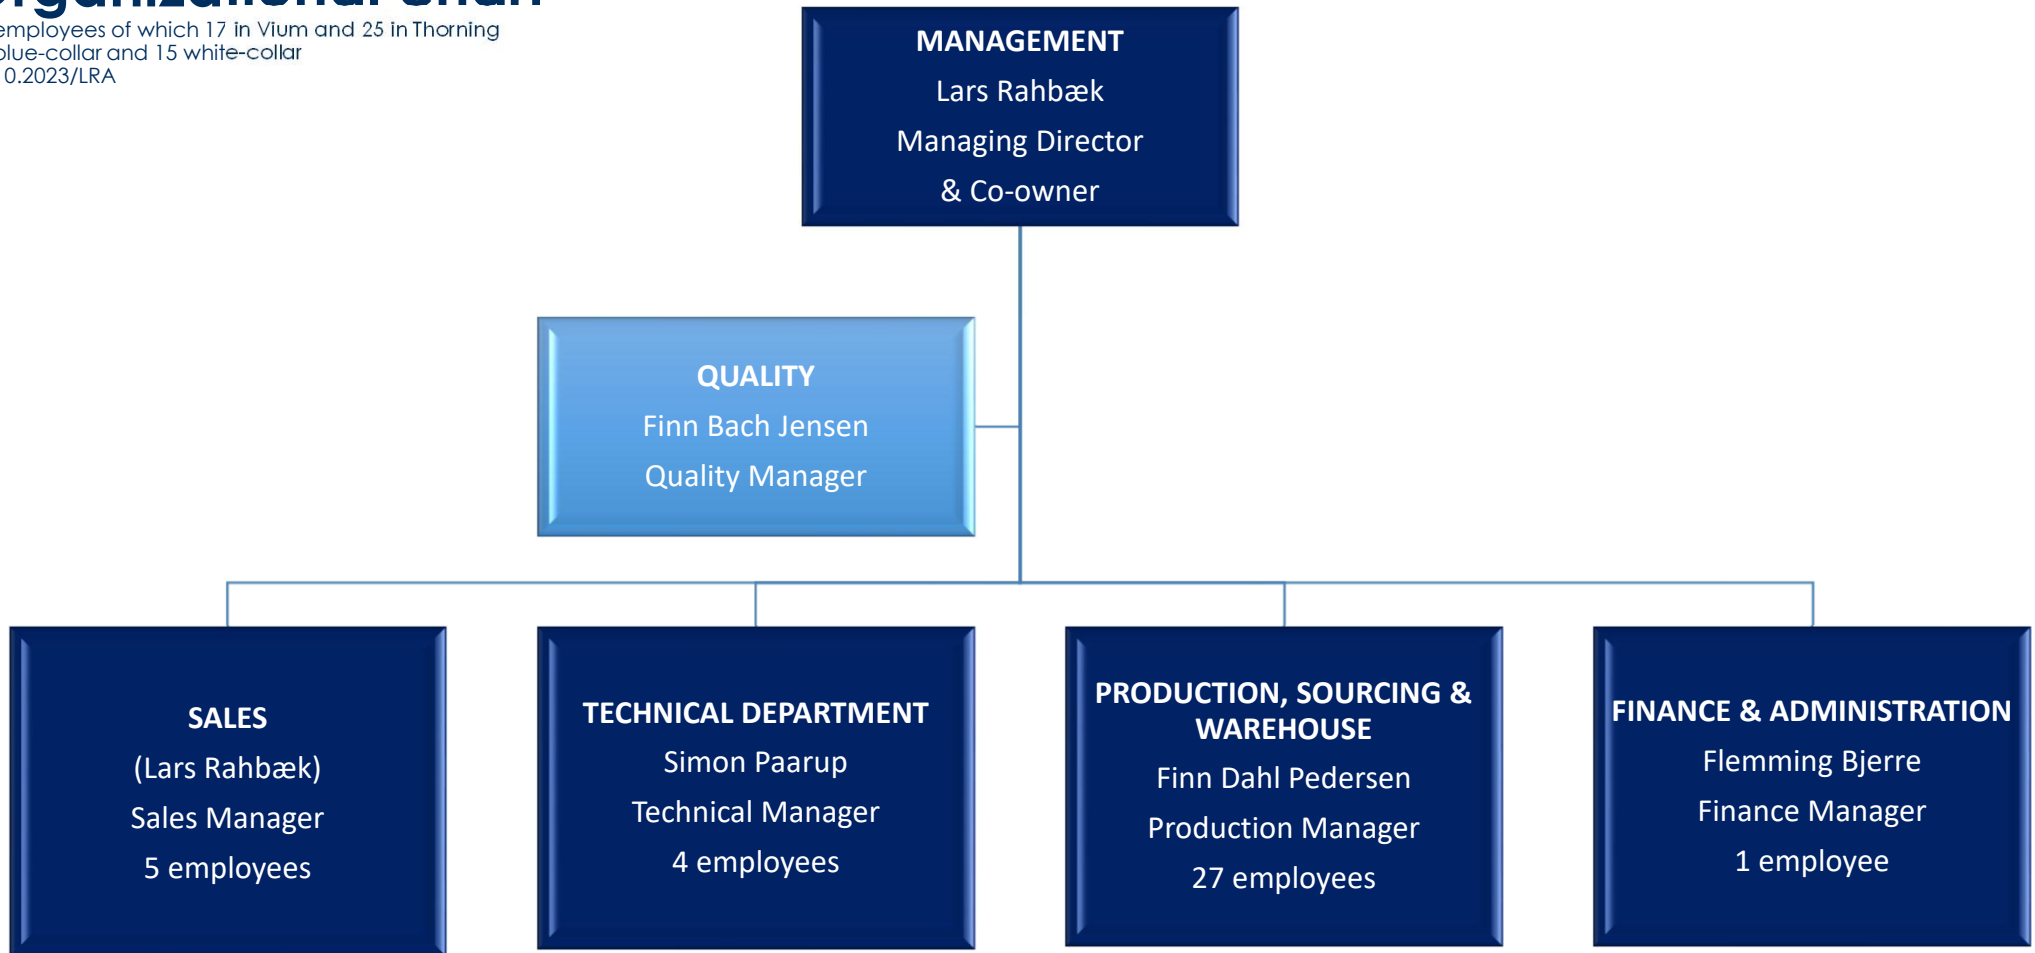 employees of which 17 in Vium and 25 in Thorning
blue-collar and 15 white-collar
0.2023/LRA
MANAGEMENT
Lars Rahbæk
Managing Director
& Co-owner
QUALITY
Finn Bach Jensen
Quality Manager
SALES
(Lars Rahbæk)
Sales Manager
5 employees
TECHNICAL DEPARTMENT
Simon Paarup
Technical Manager
4 employees
PRODUCTION, SOURCING &
WAREHOUSE
Finn Dahl Pedersen
Production Manager
27 employees
FINANCE & ADMINISTRATION
Flemming Bjerre
Finance Manager
1 employee